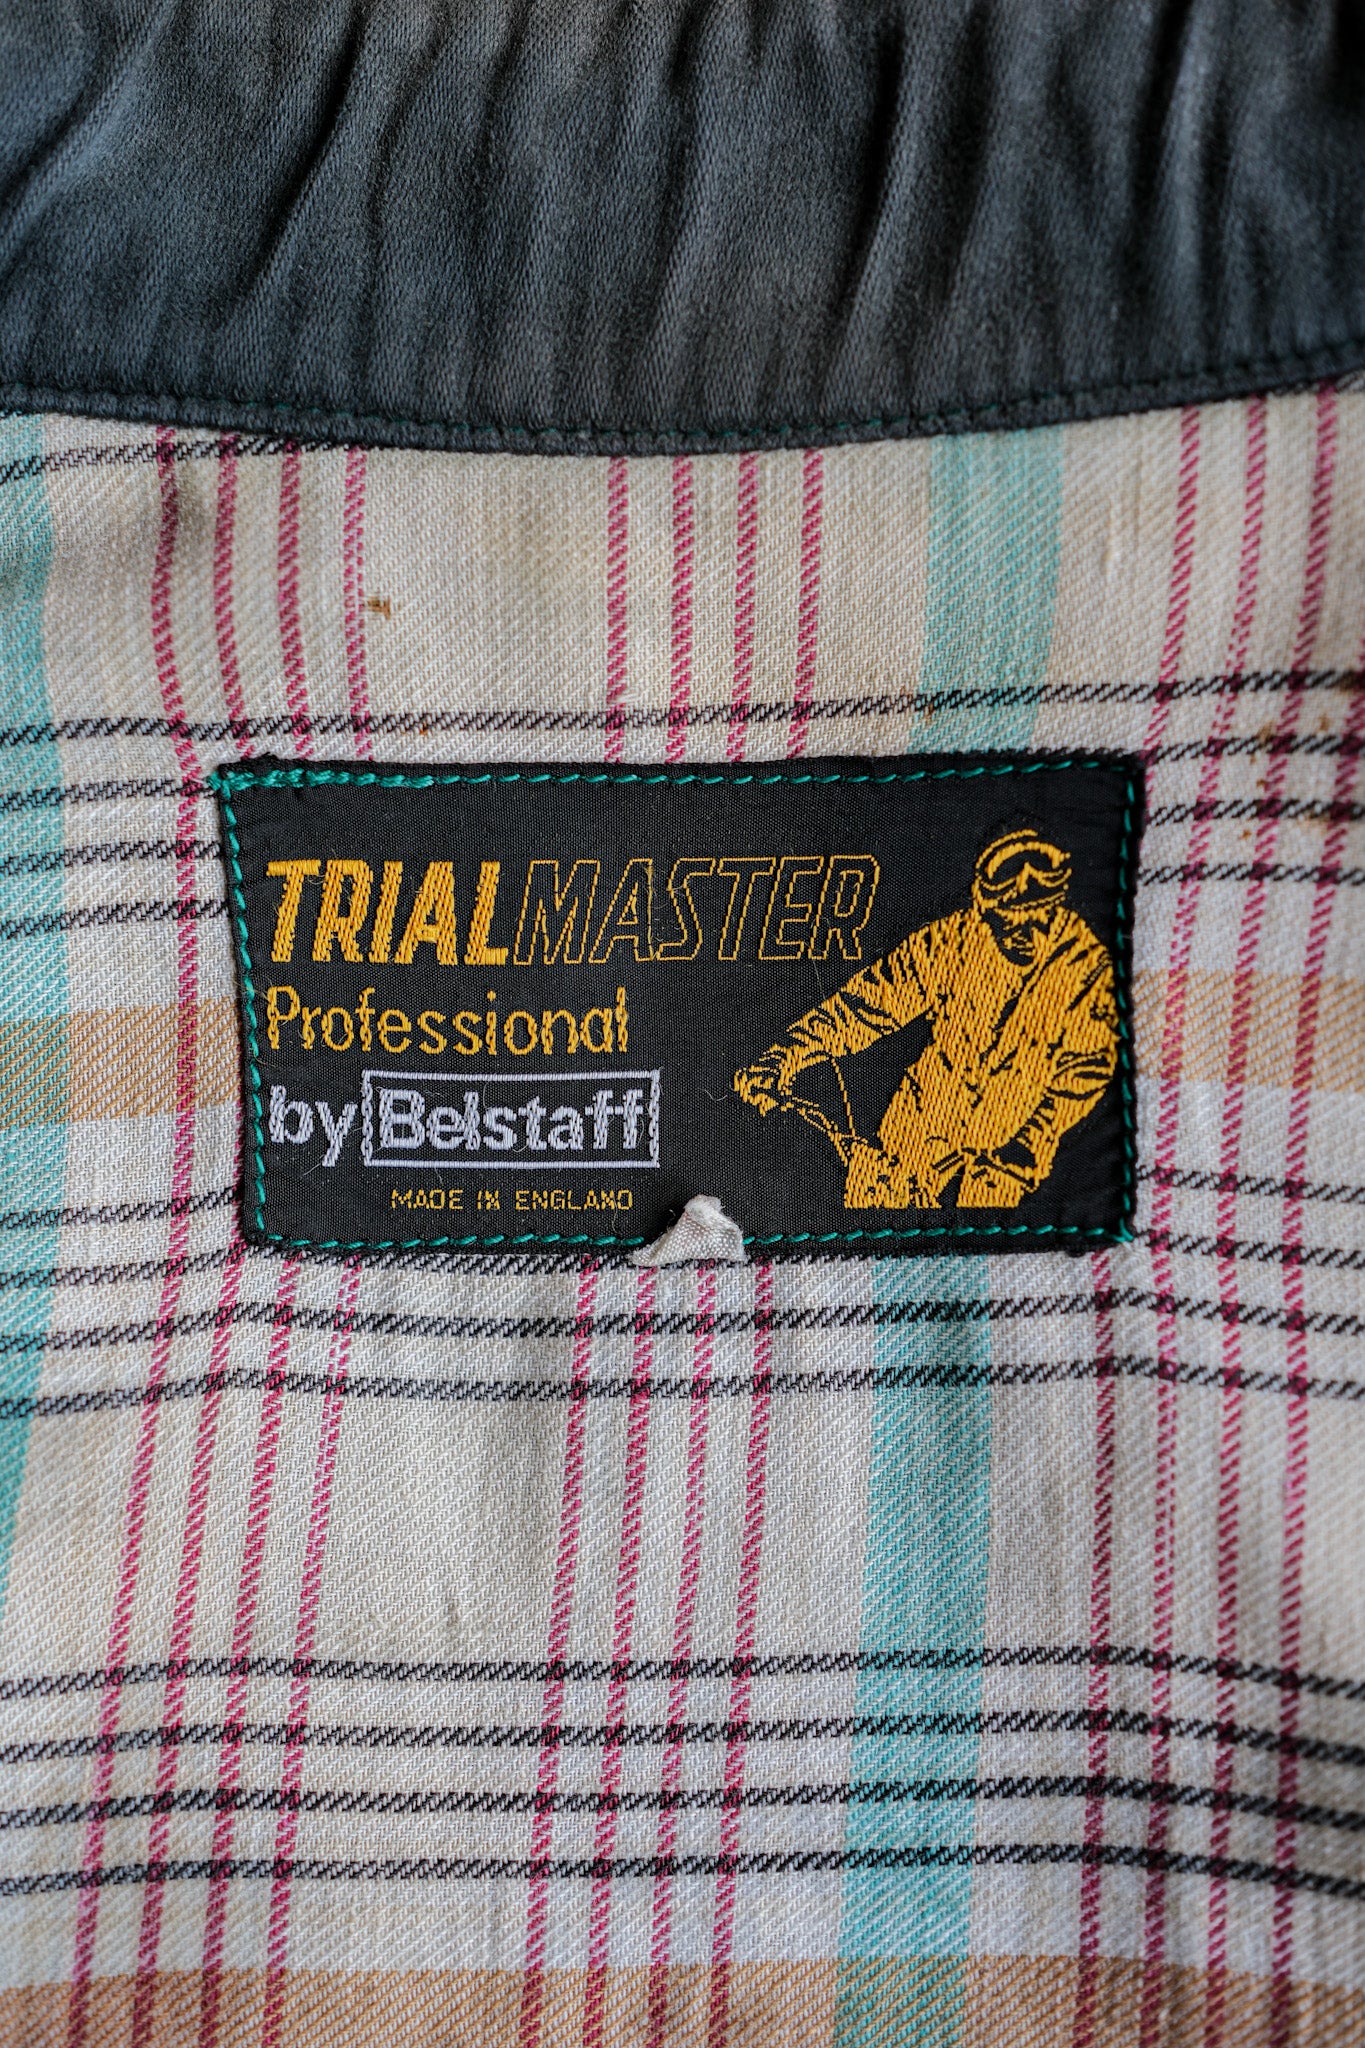 TRIALMASTER
Professional
by Belstaff
MADE IN ENGLAND